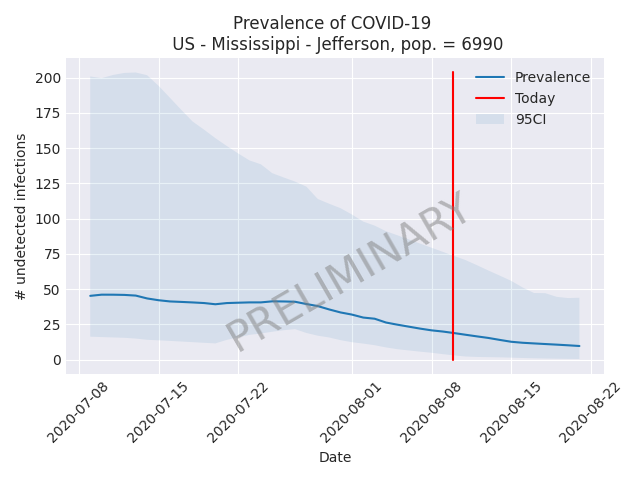 Prevalence of COVID-19
US - Mississippi - Jefferson, pop. = 6990
# undetected infections
200
175
150
125
100
75
50
25
0
Prevalence
Today
95CI
PRELIMINARY
2020-07-08
2020-07-15
2020-07-22
2020-08-01
2020-08-08
2020-08-15
2020-08-22
Date